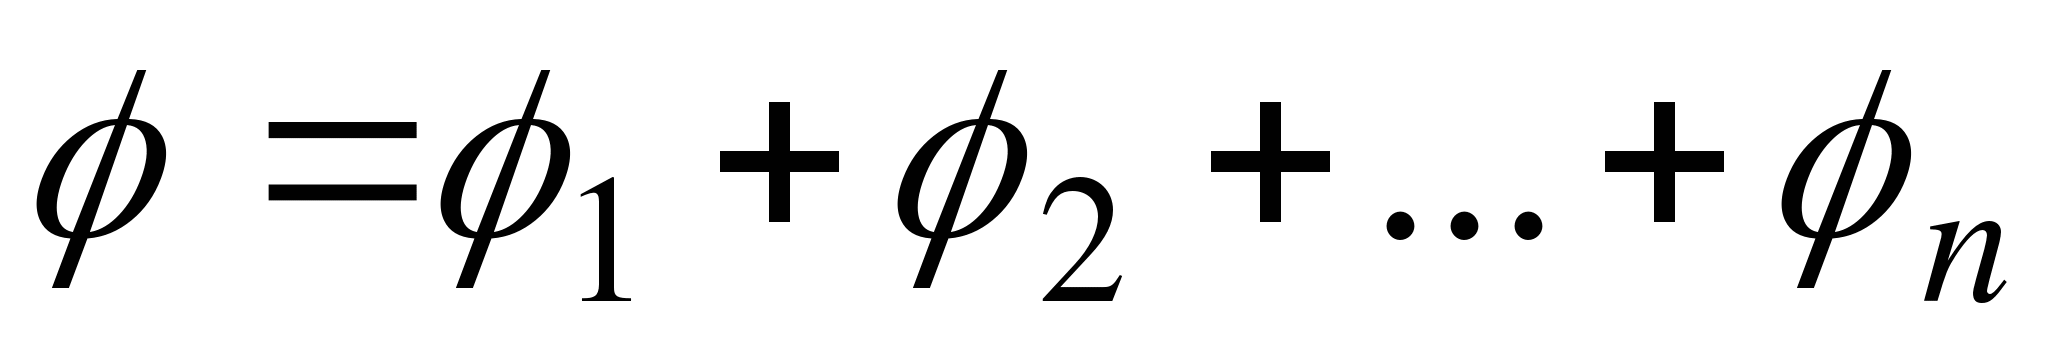 ϕ = ϕ₁ + ϕ₂ + ... + ϕₙ